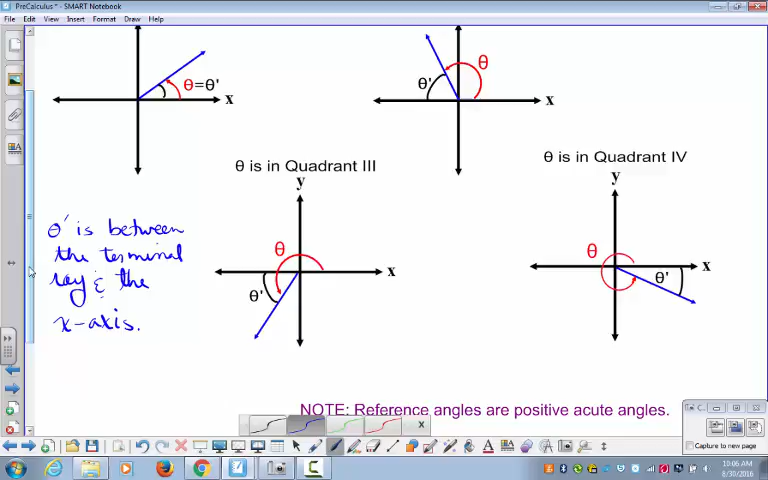 PreCalculus * - SMART Notebook
File Edit View Insert Format Draw Help
θ=θ'
x
θ
θ'
x
θ is in Quadrant III
y
θ
θ'
x
θ is in Quadrant IV
y
θ
θ'
x
θ' is between
the terminal
ray & the
x-axis.
NOTE: Reference angles are positive acute angles.
x
C...
Capture to new page
10:06 AM
8/30/2016